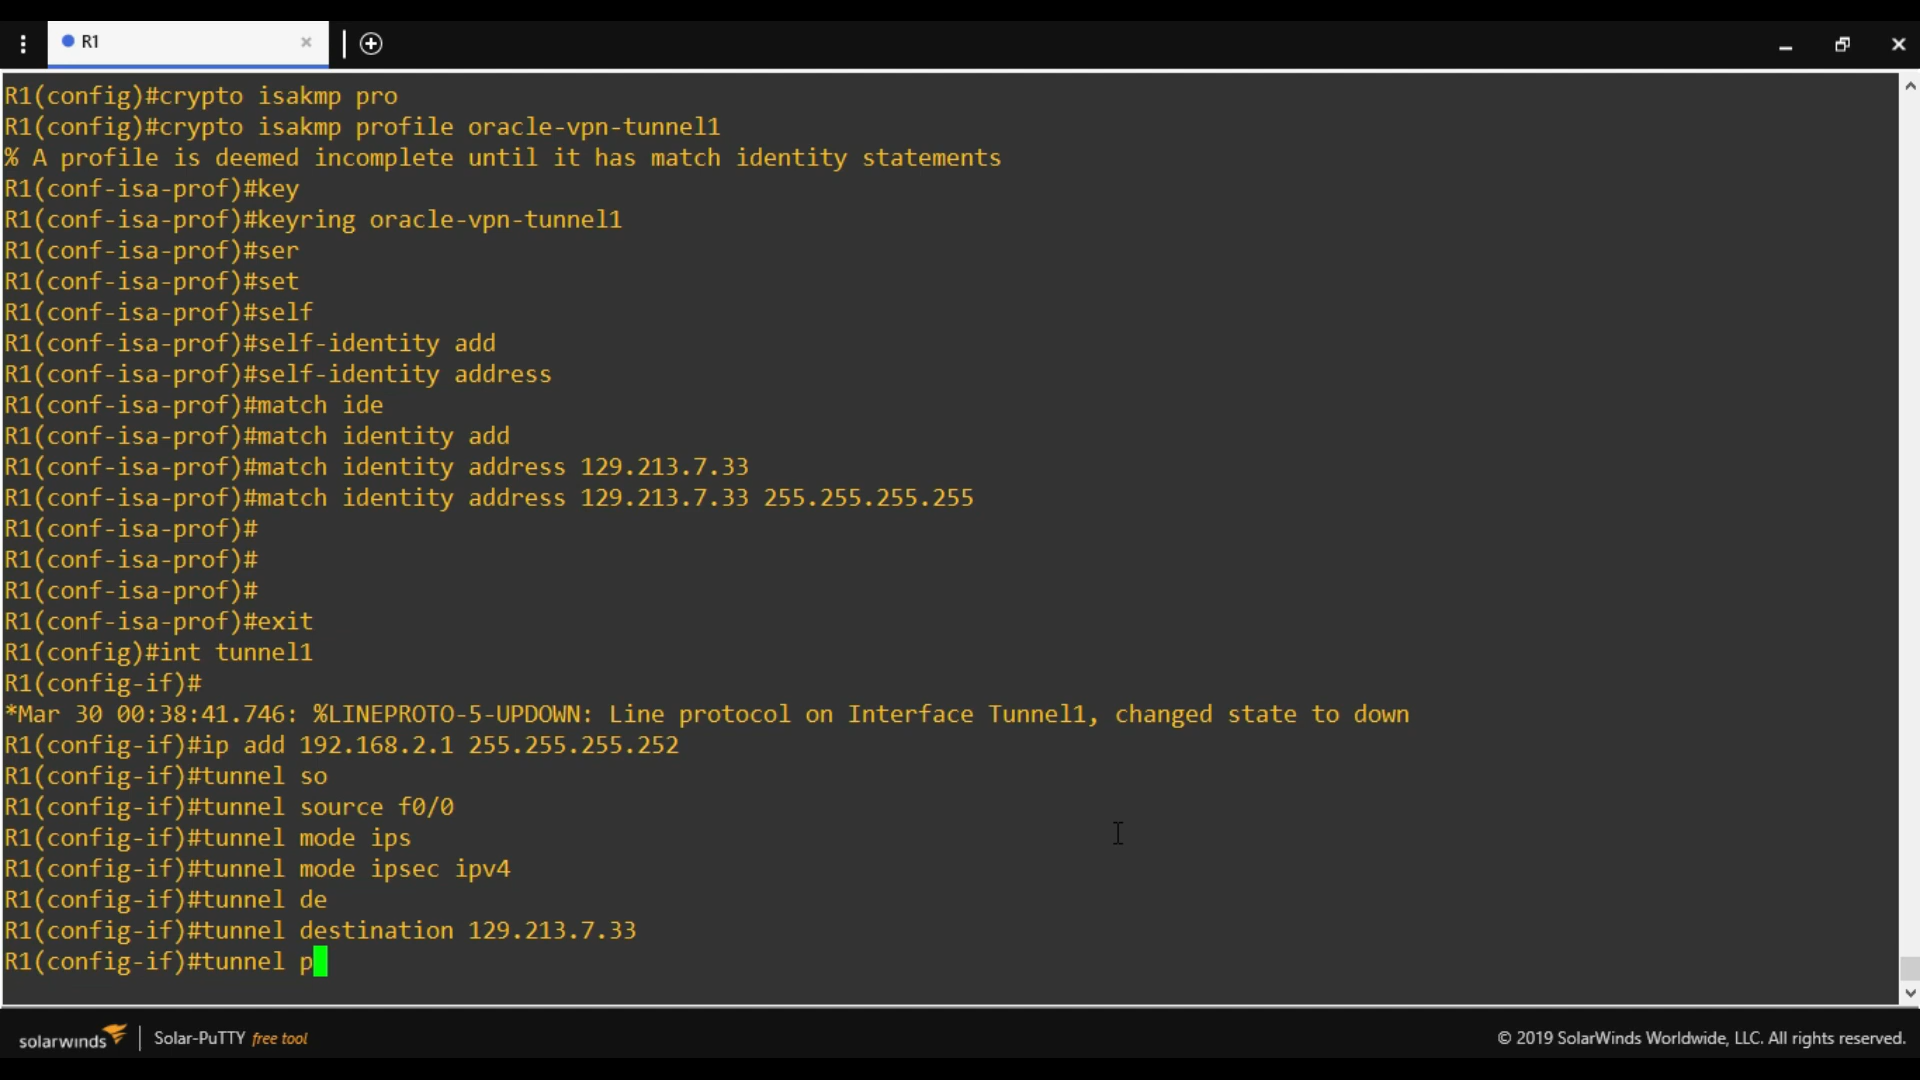 R1
R1(config)#crypto isakmp pro
R1(config)#crypto isakmp profile oracle-vpn-tunnel1
% A profile is deemed incomplete until it has match identity statements
R1(conf-isa-prof)#key
R1(conf-isa-prof)#keyring oracle-vpn-tunnel1
R1(conf-isa-prof)#ser
R1(conf-isa-prof)#set
R1(conf-isa-prof)#self
R1(conf-isa-prof)#self-identity add
R1(conf-isa-prof)#self-identity address
R1(conf-isa-prof)#match ide
R1(conf-isa-prof)#match identity add
R1(conf-isa-prof)#match identity address 129.213.7.33
R1(conf-isa-prof)#match identity address 129.213.7.33 255.255.255.255
R1(conf-isa-prof)#
R1(conf-isa-prof)#
R1(conf-isa-prof)#
R1(conf-isa-prof)#exit
R1(config)#int tunnel1
R1(config-if)#
*Mar 30 00:38:41.746: %LINEPROTO-5-UPDOWN: Line protocol on Interface Tunnel1, changed state to down
R1(config-if)#ip add 192.168.2.1 255.255.255.252
R1(config-if)#tunnel so
R1(config-if)#tunnel source f0/0
R1(config-if)#tunnel mode ips
R1(config-if)#tunnel mode ipsec ipv4
R1(config-if)#tunnel de
R1(config-if)#tunnel destination 129.213.7.33
R1(config-if)#tunnel p
solarwinds | Solar-PuTTY free tool
© 2019 SolarWinds Worldwide, LLC. All rights reserved.